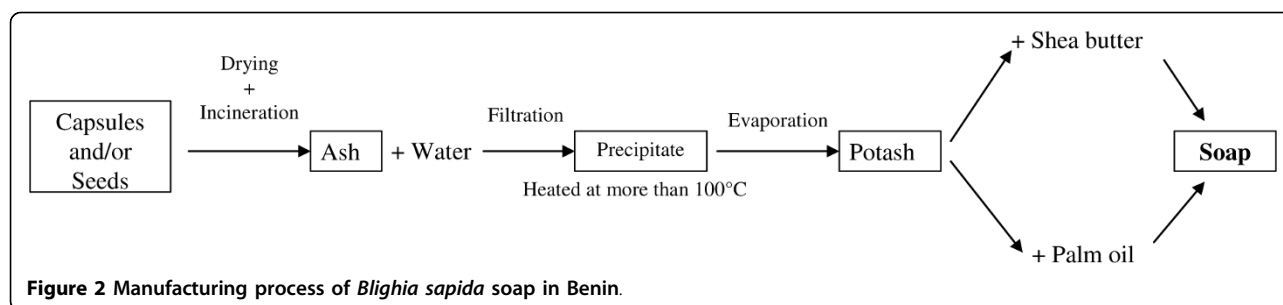 + Shea butter
Drying
+
Incineration
Capsules
and/or
Seeds
Ash
+ Water
Filtration
Precipitate
Heated at more than 100°C
Evaporation
Potash
Soap
+ Palm oil
Figure 2 Manufacturing process of Blighia sapida soap in Benin.